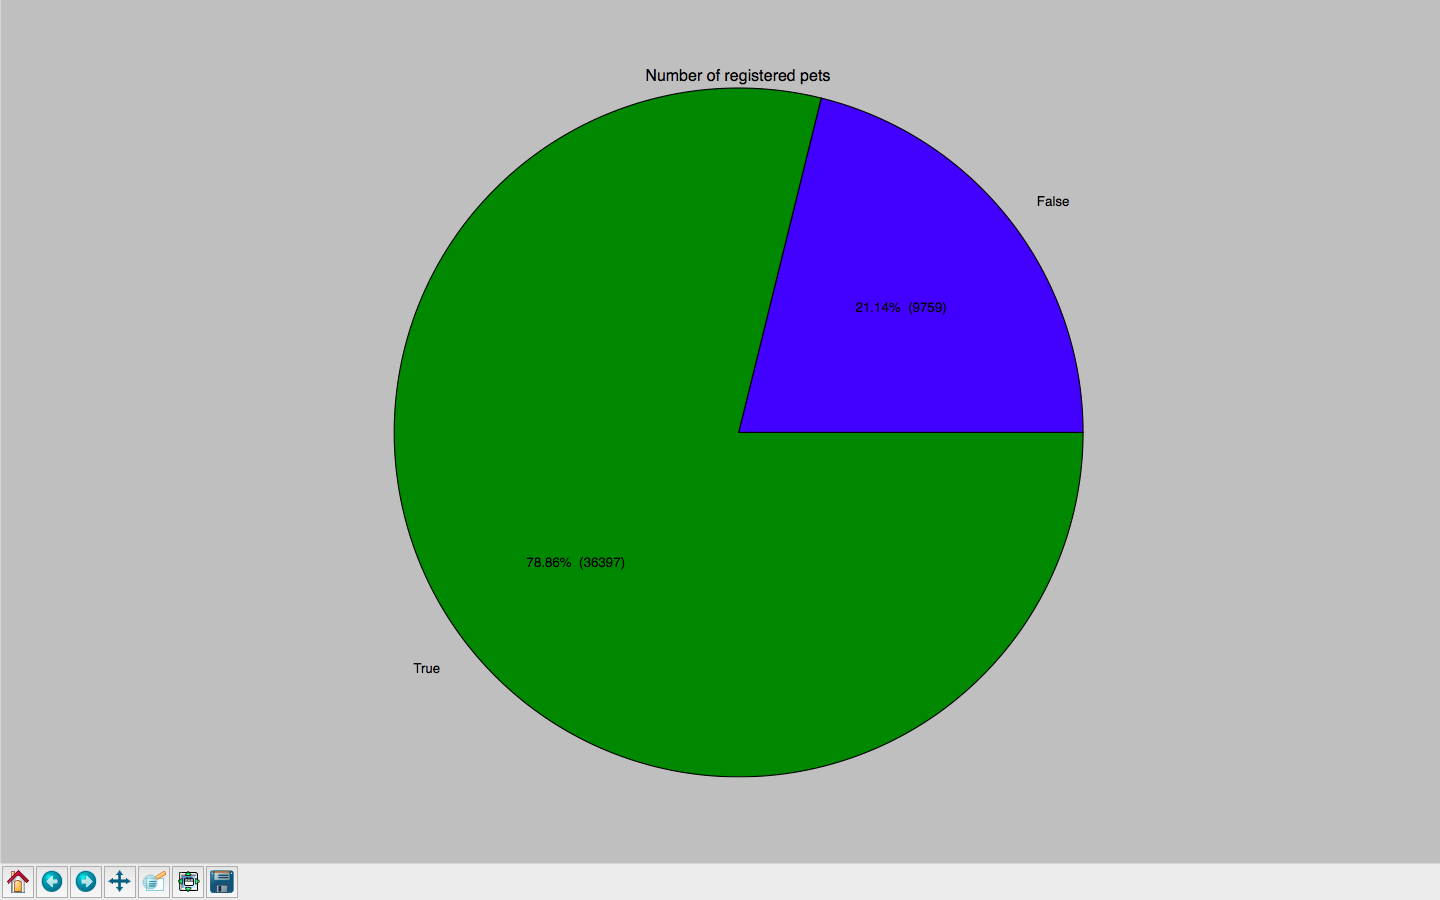 Number of registered pets
False
21.14% (9759)
78.86% (36397)
True